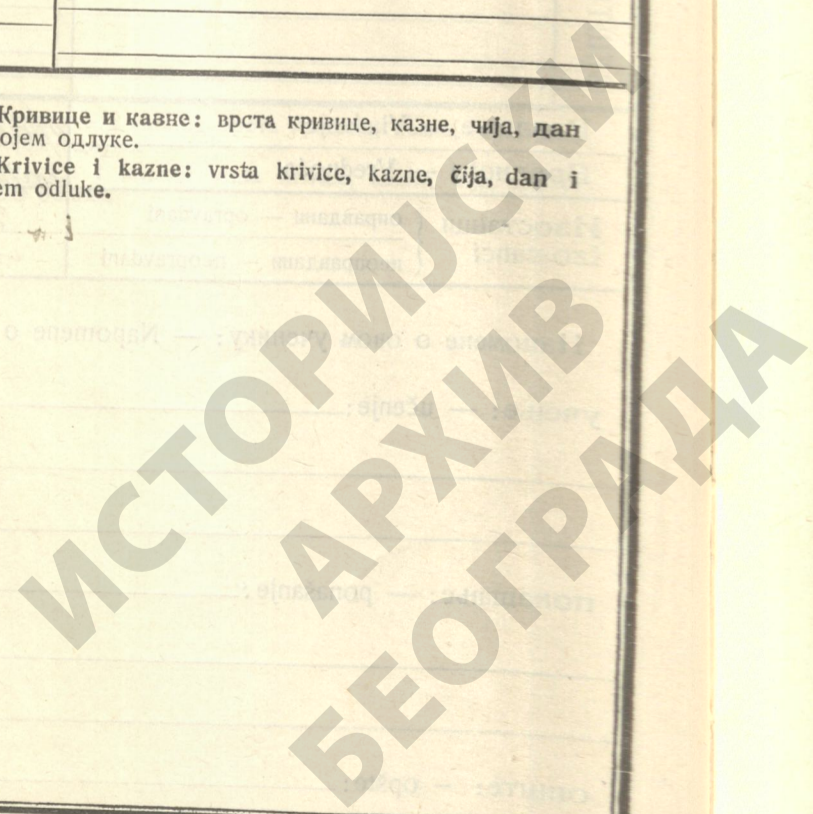 Кривице и кавне: врста кривице, казне, чија, дан
ојем одлуке.
Krivice i kazne: vrsta krivice, kazne, čija, dan i
em odluke.
ИСТОРИЈСКИ
АРХИВ
БЕОГРАДА